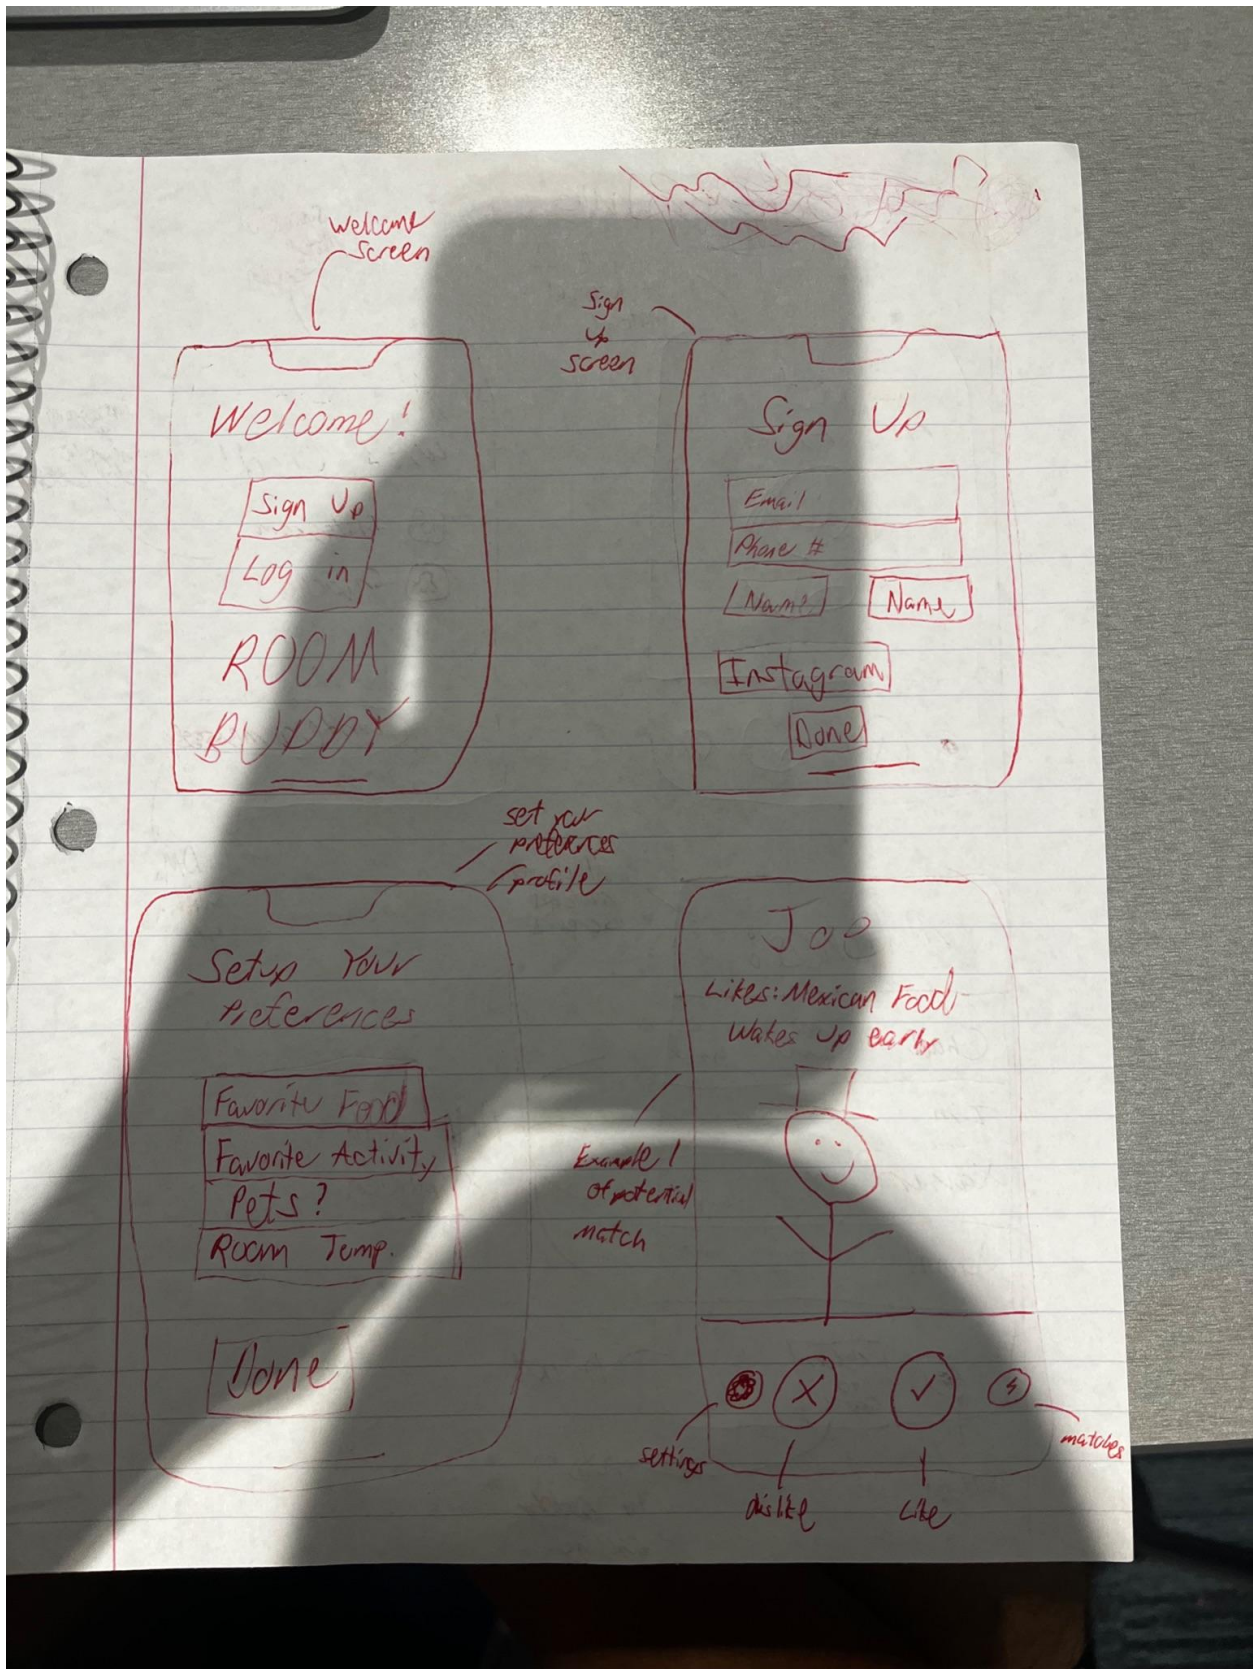 Welcome
Screen
Welcome!
Sign Up
Log in
ROOM
BUDDY
Sign
Up
Screen
Sign Up
Email
Phone #
Name Name
Instagram
Done
set your
preferences
/profile
Setup Your
Preferences
Favorite Food
Favorite Activity
Pets?
Room Temp.
Done
Joe
Likes: Mexican Food
Wakes up early
Example 1
of potential
match
settings
dislike
Like
matches